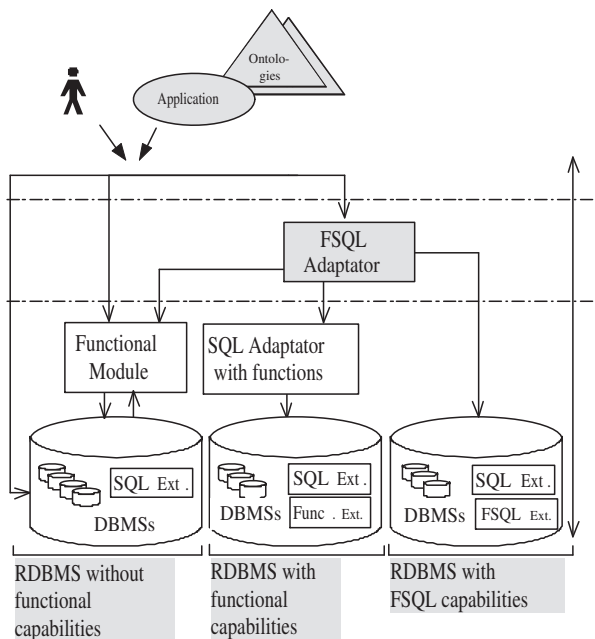 Ontolo-
gies
Application
FSQL
Adaptator
Functional
Module
SQL Adaptator
with functions
SQL Ext .
DBMSs
SQL Ext .
DBMSs
Func . Ext.
SQL Ext .
DBMSs
FSQL Ext.
RDBMS without
functional
capabilities
RDBMS with
functional
capabilities
RDBMS with
FSQL capabilities